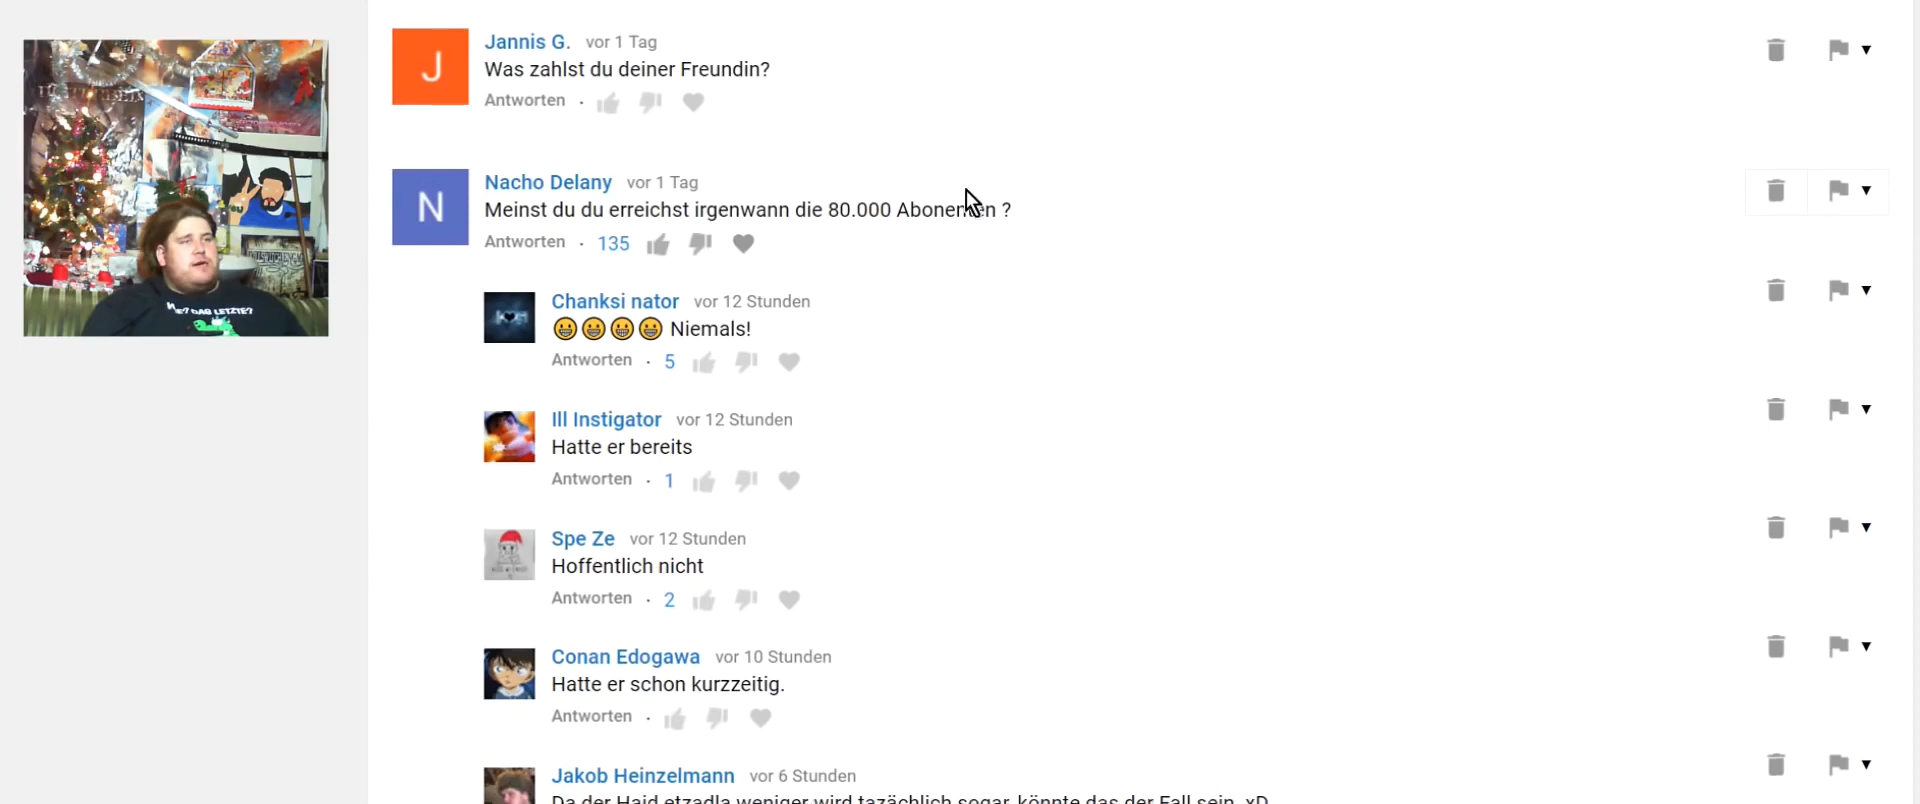 J
Jannis G. vor 1 Tag
Was zahlst du deiner Freundin?
Antworten ·
N
Nacho Delany vor 1 Tag
Meinst du du erreichst irgenwann die 80.000 Abonenten ?
Antworten · 135
Chanksi nator vor 12 Stunden
😀😀😀😀 Niemals!
Antworten · 5
Ill Instigator vor 12 Stunden
Hatte er bereits
Antworten · 1
Spe Ze vor 12 Stunden
Hoffentlich nicht
Antworten · 2
Conan Edogawa vor 10 Stunden
Hatte er schon kurzzeitig.
Antworten ·
Jakob Heinzelmann vor 6 Stunden
Da der Haid etzadla weniger wird tazächlich sogar könnte das der Fall sein xD
NE? DAS LETZTE?